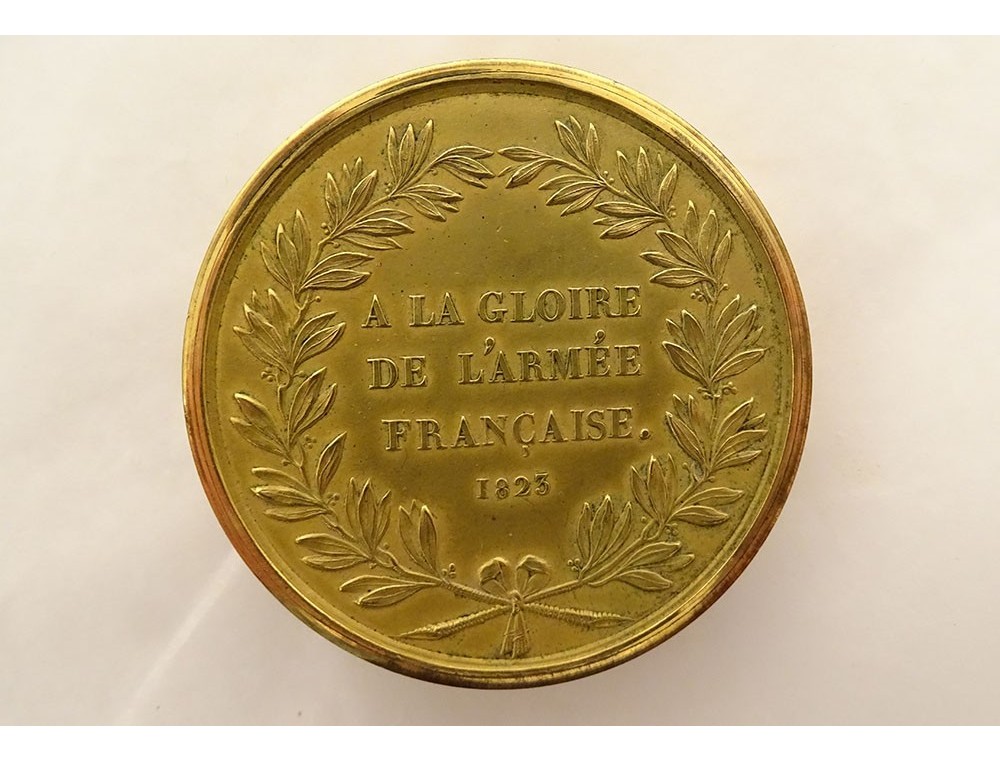 A LA GLOIRE
DE L'ARMÉE
FRANÇAISE.
1823